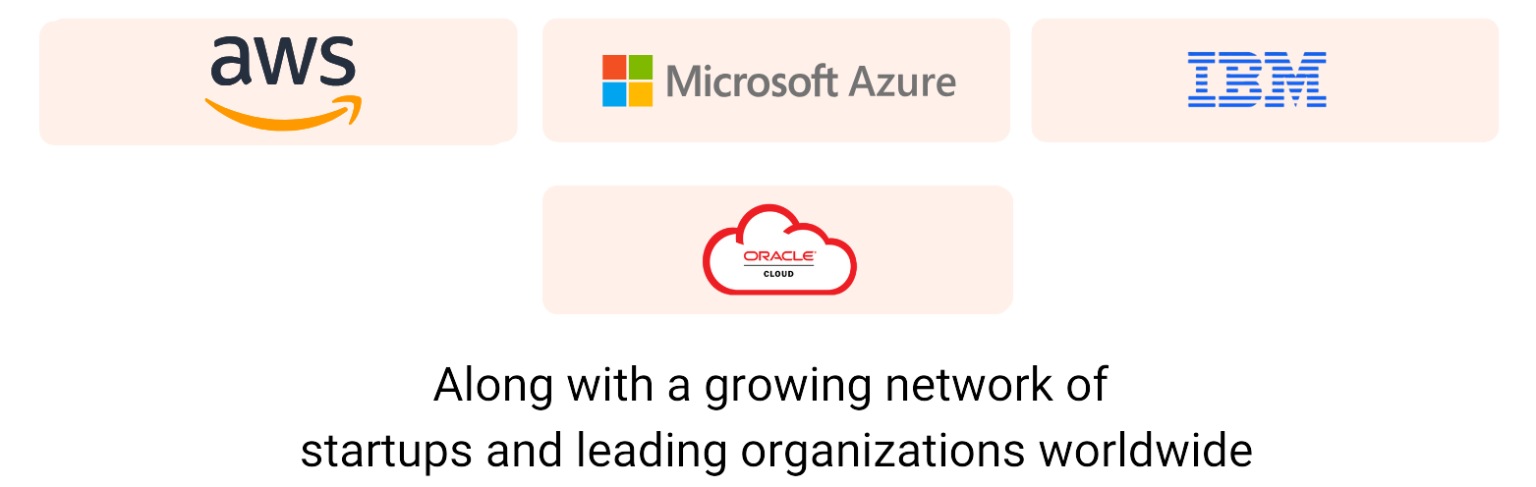 aws
Microsoft Azure
IBM
ORACLE
CLOUD
Along with a growing network of
startups and leading organizations worldwide